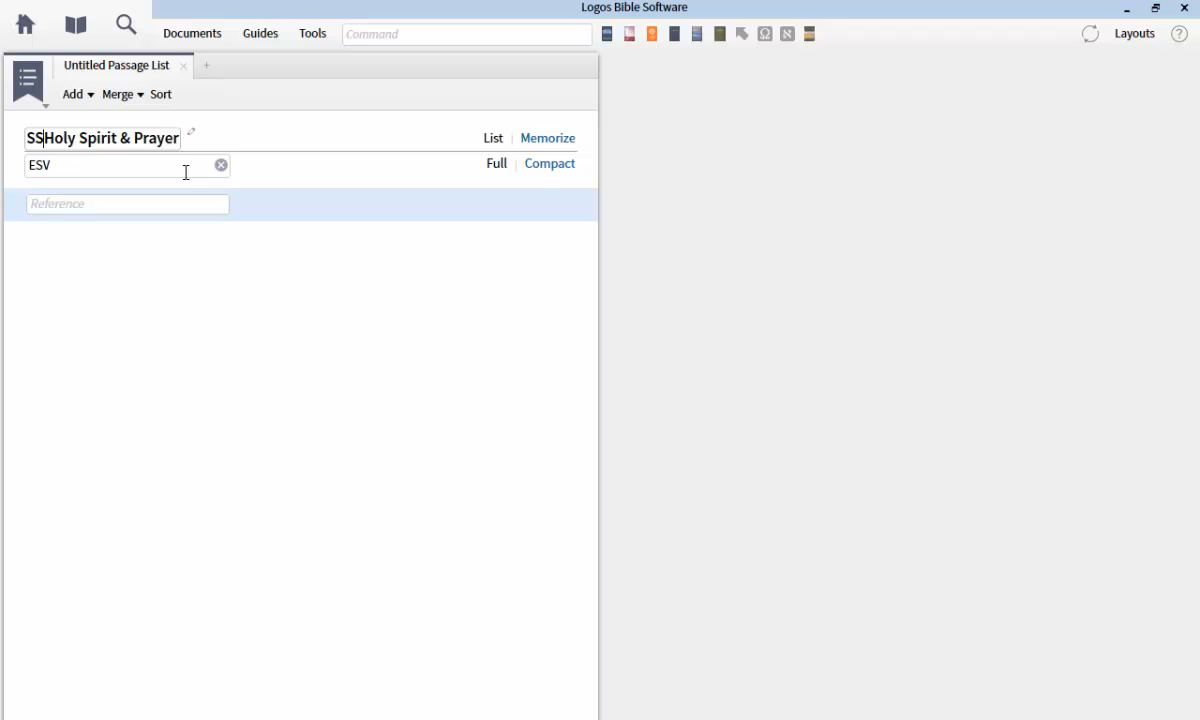 Logos Bible Software
Documents Guides Tools Command Layouts ?
Untitled Passage List × +
Add Merge Sort
SSHoly Spirit & Prayer List | Memorize
ESV Full | Compact
Reference